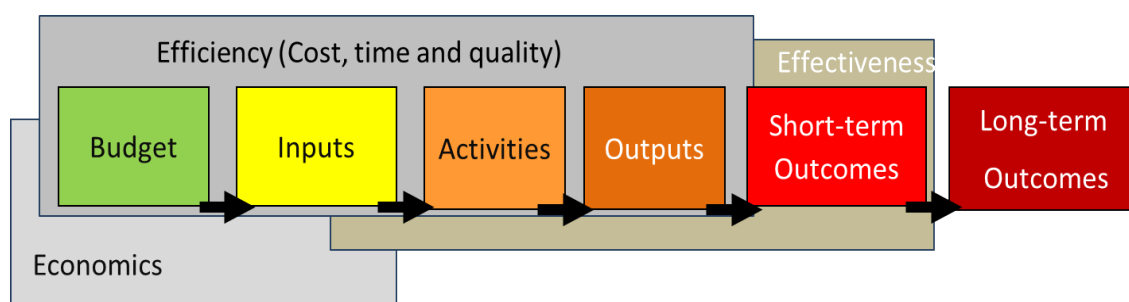 Efficiency (Cost, time and quality)
Effectiveness
Budget
Inputs
Activities
Outputs
Short-term
Outcomes
Long-term
Outcomes
Economics